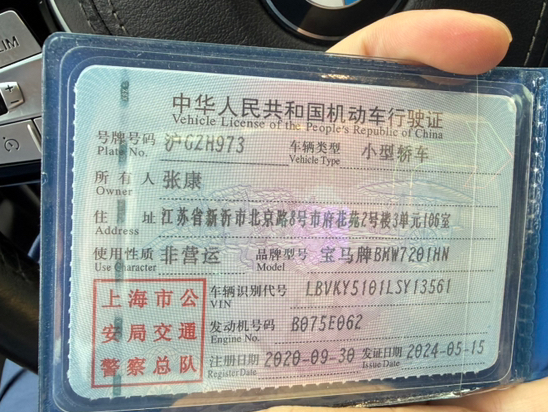 LIM
中华人民共和国机动车行驶证
Vehicle License of the People's Republic of China
号牌号码 沪GZH973 车辆类型 小型轿车
Plate No. Vehicle Type
所有人 张康
Owner
住址 江苏省新沂市北京路8号市府北苑2号楼3单元106室
Address
使用性质 非营运 品牌型号 宝马牌BMW7201HN
Use Character Model
上海市公安局交通警察总队
车辆识别代号 LBVKY5101LSY13561
VIN
发动机号码 B075E062
Engine No.
注册日期 2020-09-30 发证日期 2024-05-15
Register Date Issue Date